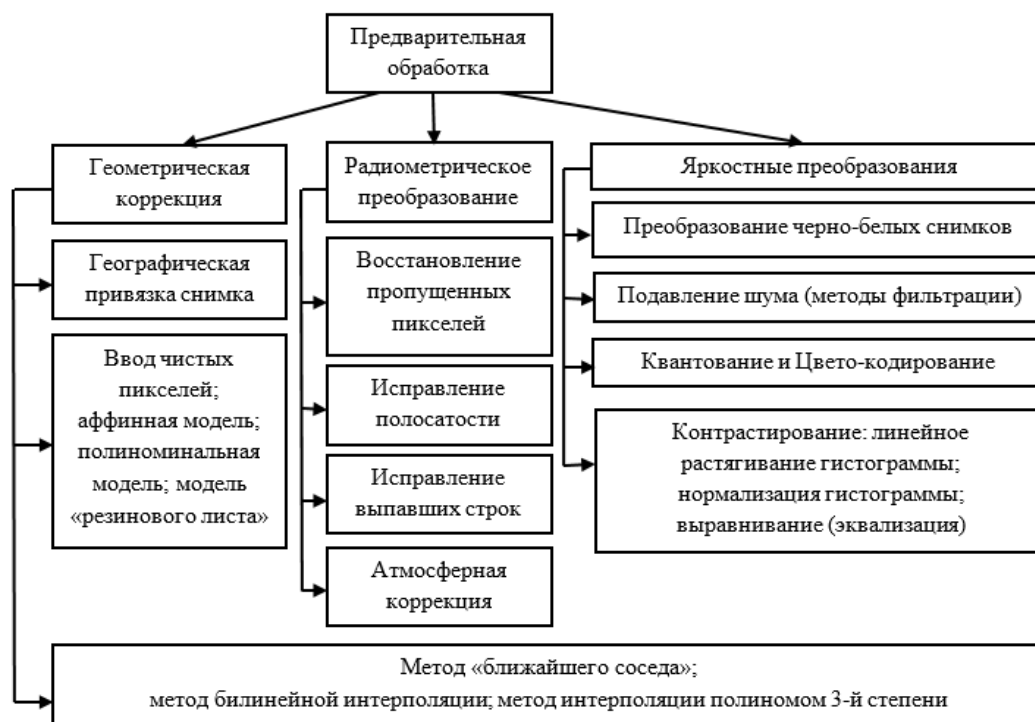 Предварительная
обработка
Геометрическая
коррекция
Радиометрическое
преобразование
Яркостные преобразования
Географическая
привязка снимка
Ввод чистых
пикселей;
аффинная модель;
полиноминальная
модель; модель
«резинового листа»
Восстановление
пропущенных
пикселей
Исправление
полосатости
Исправление
выпавших строк
Атмосферная
коррекция
Преобразование черно-белых снимков
Подавление шума (методы фильтрации)
Квантование и Цвето-кодирование
Контрастирование: линейное
растягивание гистограммы;
нормализация гистограммы;
выравнивание (эквализация)
Метод «ближайшего соседа»;
метод билинейной интерполяции; метод интерполяции полиномом 3-й степени